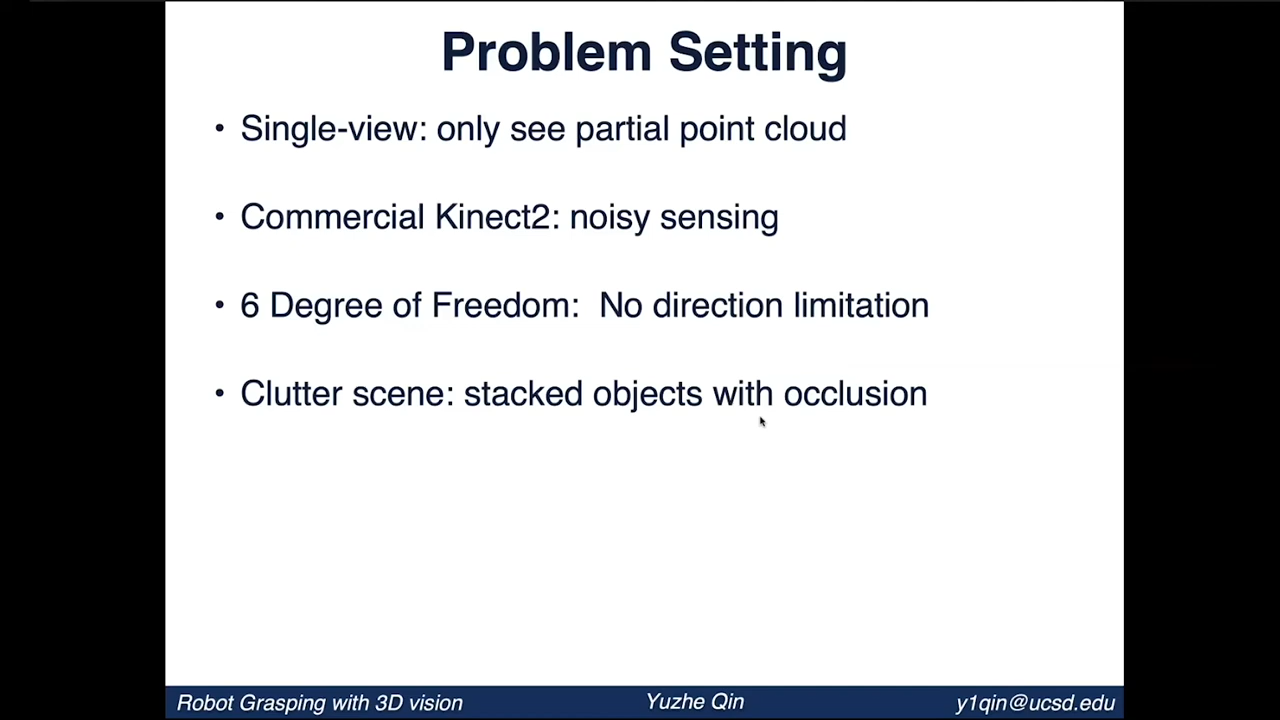 Problem Setting
• Single-view: only see partial point cloud
• Commercial Kinect2: noisy sensing
• 6 Degree of Freedom:  No direction limitation
• Clutter scene: stacked objects with occlusion
Robot Grasping with 3D vision
Yuzhe Qin
y1qin@ucsd.edu